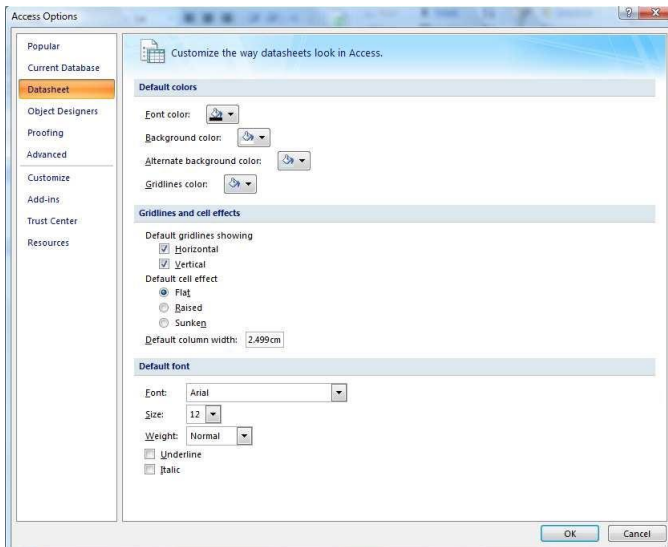 Access Options
Popular
Current Database
Datasheet
Object Designers
Proofing
Advanced
Customize
Add-ins
Trust Center
Resources
Customize the way datasheets look in Access.
Default colors
Font color:
Background color:
Alternate background color:
Gridlines color:
Gridlines and cell effects
Default gridlines showing
Horizontal
Vertical
Default cell effect
Flat
Raised
Sunken
Default column width: 2.499cm
Default font
Font: Arial
Size: 12
Weight: Normal
Underline
Italic
OK Cancel